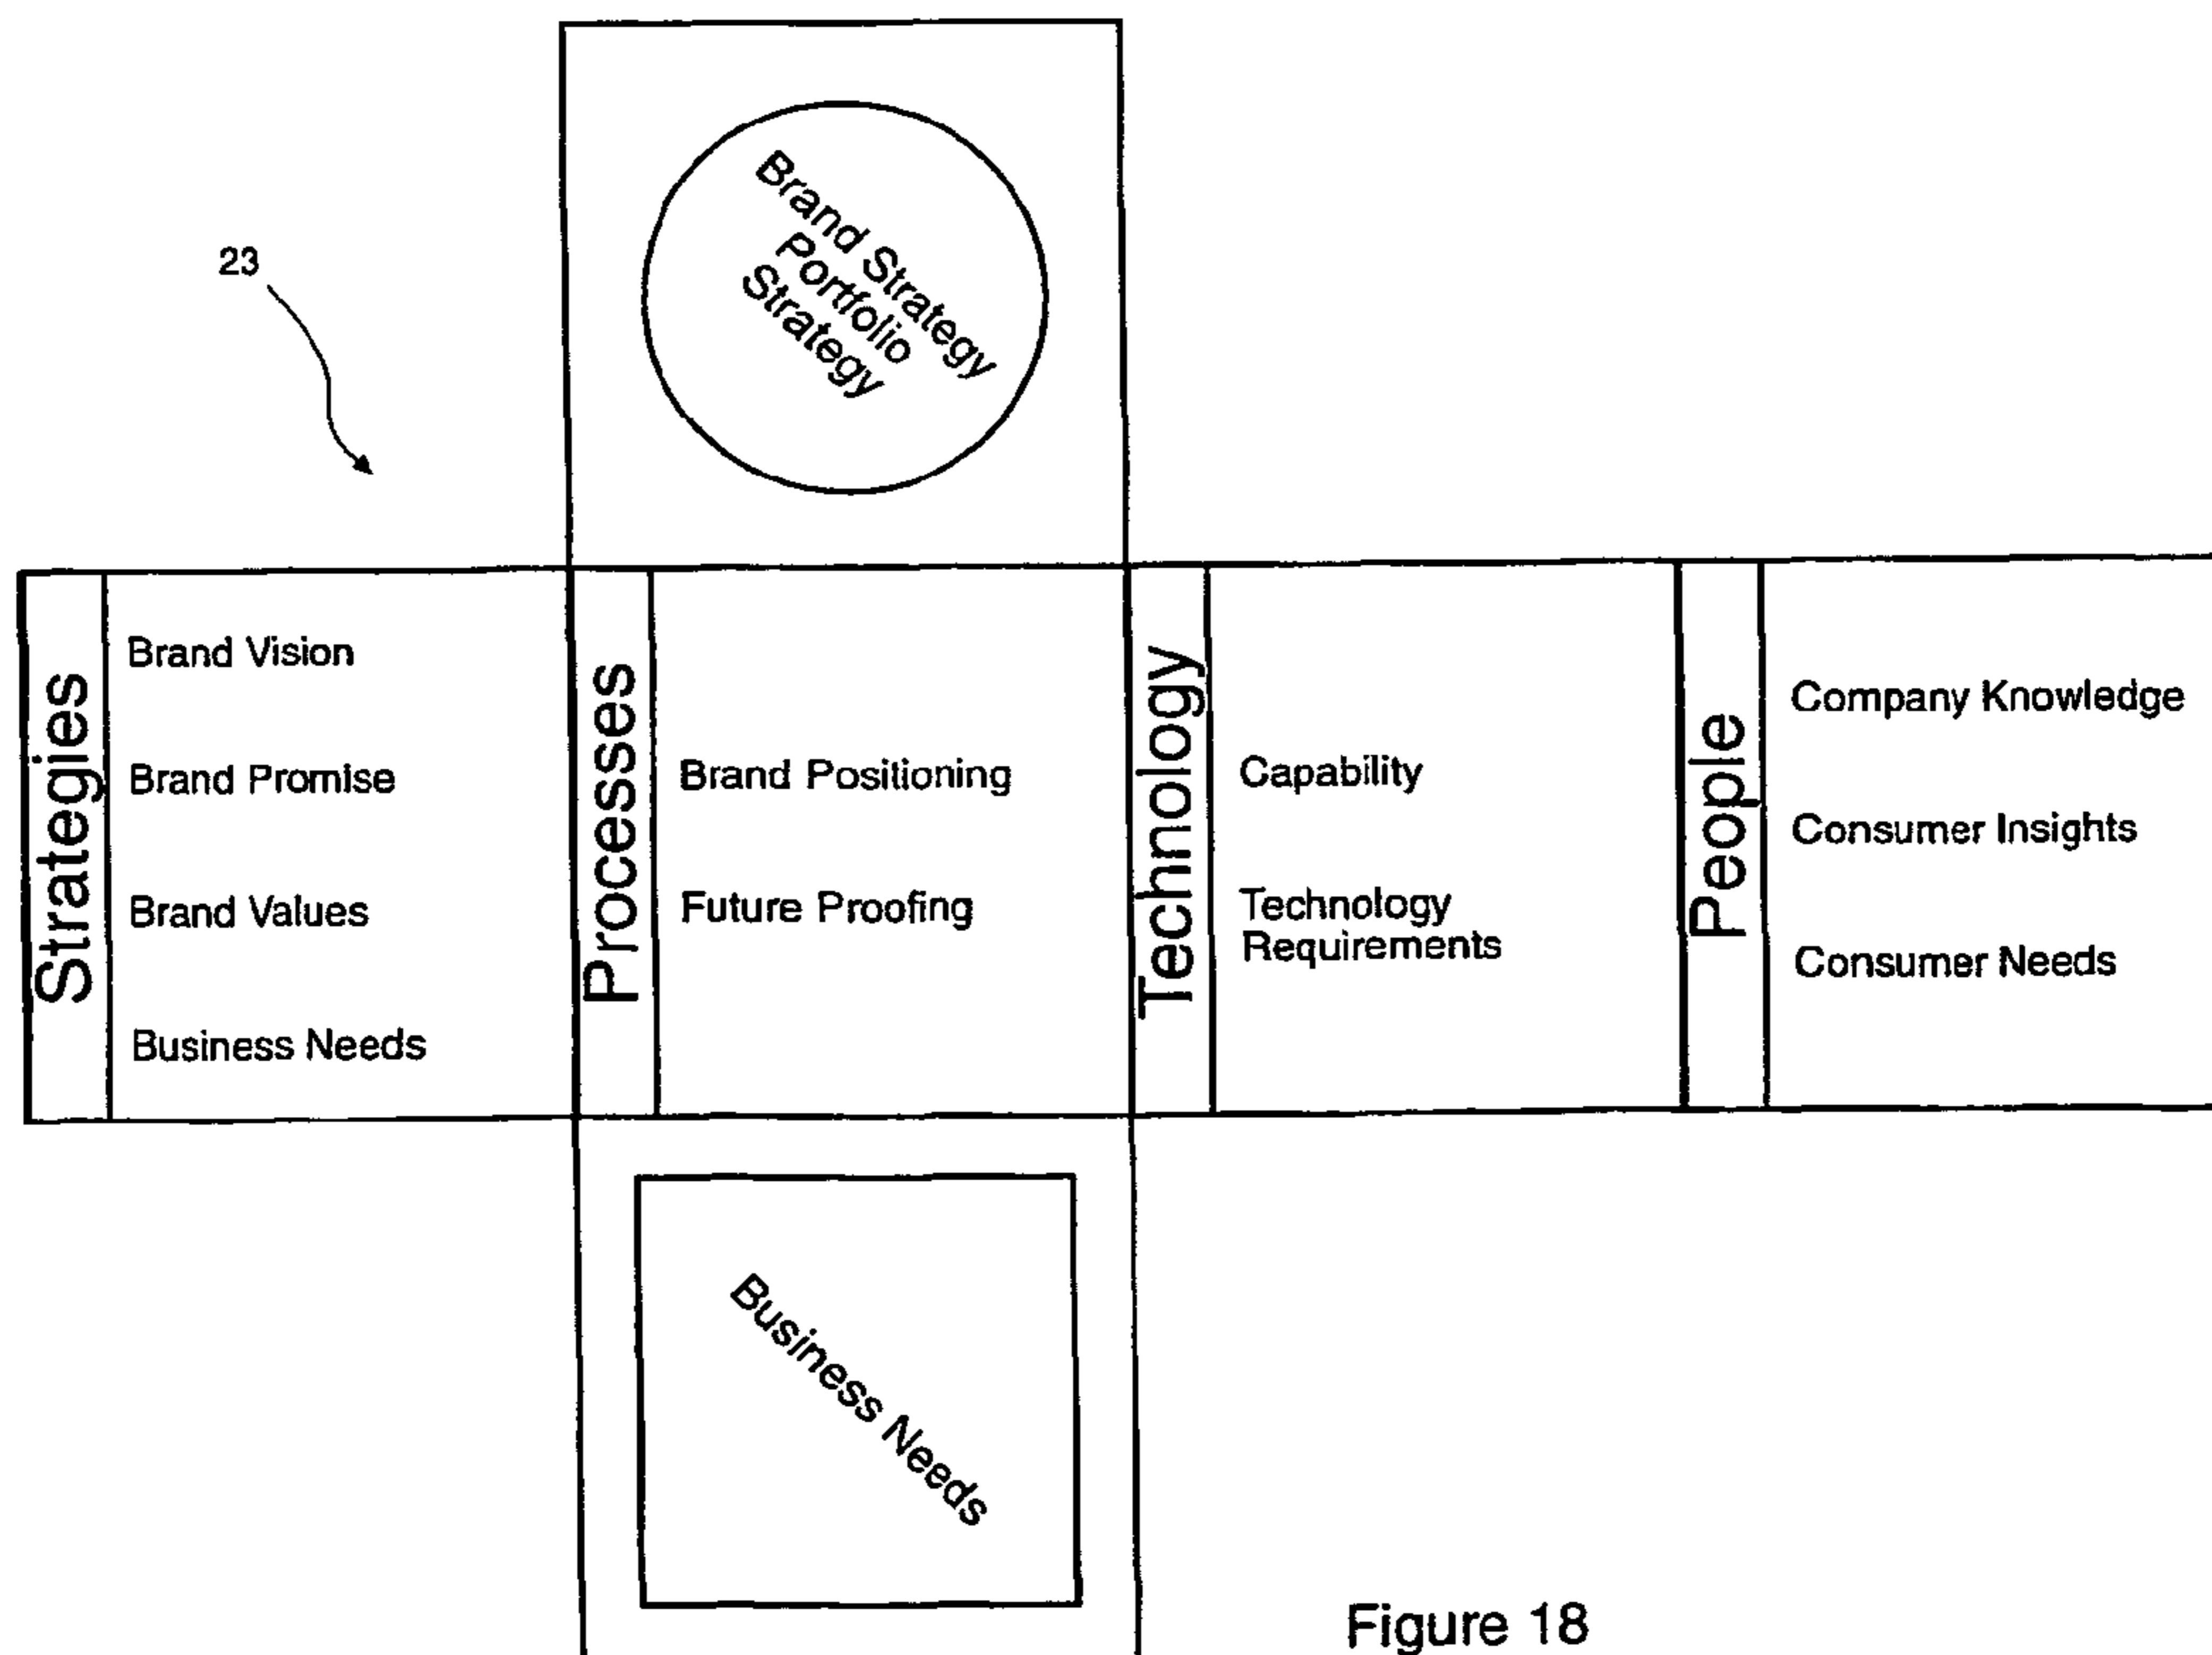 Brand Strategy
Portfolio
Strategy
23
Strategies
Brand Vision
Brand Promise
Brand Values
Business Needs
Processes
Brand Positioning
Future Proofing
Technology
Capability
Technology
Requirements
People
Company Knowledge
Consumer Insights
Consumer Needs
Business Needs
Figure 18